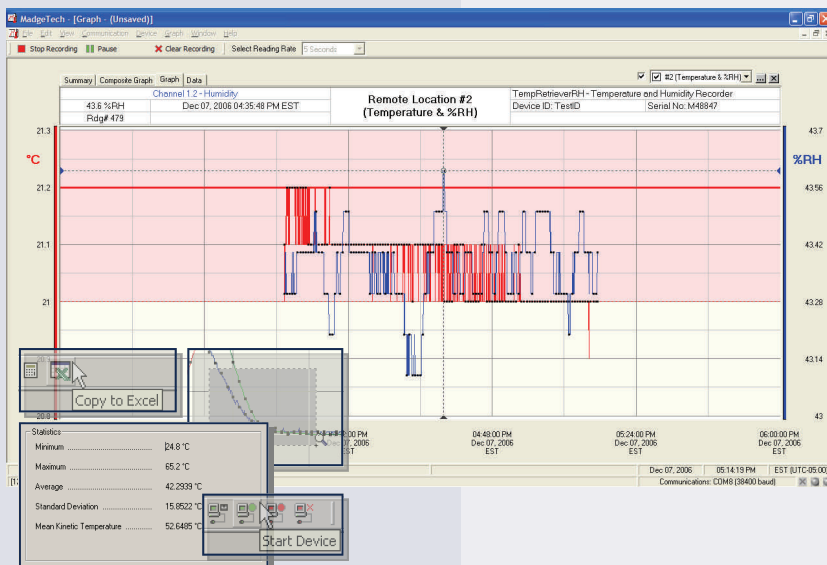 MadgeTech - [Graph - (Unsaved)]
File Edit View Communication Device Graph Window Help
Stop Recording Pause Clear Recording Select Reading Rate 5 Seconds
Summary Composite Graph Graph Data
#2 (Temperature & %RH)
Channel 1.2 - Humidity
43.6 %RH Dec 07, 2006 04:35:48 PM EST
Rdg# 479
Remote Location #2
(Temperature & %RH)
TempRetrieverRH - Temperature and Humidity Recorder
Device ID: TestID Serial No: M48847
21.3 43.7
°C %RH
21.2 43.56
21.1 43.42
21 43.28
43.14
20.8 43
:00 PM 04:48:00 PM 05:24:00 PM 06:00:00 PM
07, 2006 Dec 07, 2006 Dec 07, 2006 Dec 07, 2006
EST EST EST EST
Dec 07, 2006 05:14:19 PM EST (UTC-05:00)
Communications: COM8 (38400 baud)
Copy to Excel
Statistics
Minimum 24.8 °C
Maximum 65.2 °C
Average 42.2939 °C
Standard Deviation 15.8522 °C
Mean Kinetic Temperature 52.6485 °C
Start Device